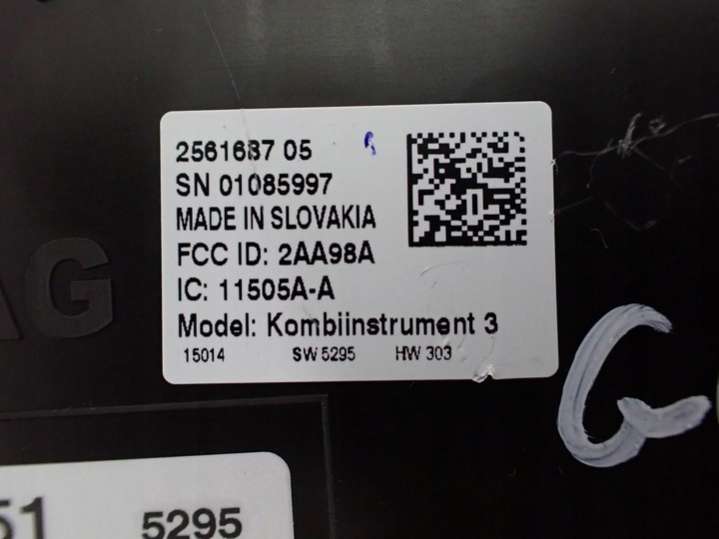 2561687 05
SN 01085997
MADE IN SLOVAKIA
FCC ID: 2AA98A
IC: 11505A-A
Model: Kombiinstrument 3
15014 SW 5295 HW 303
AG
G
51 5295